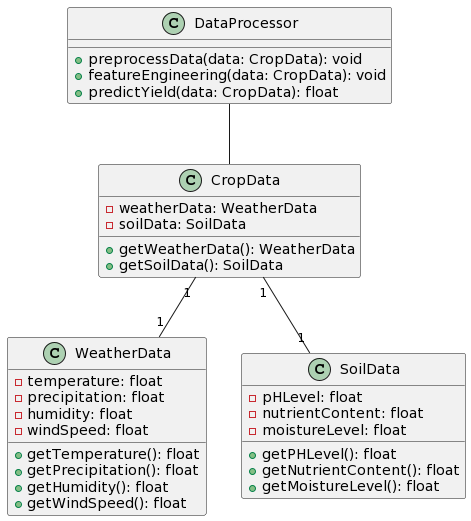 C DataProcessor
preprocessData(data: CropData): void
featureEngineering(data: CropData): void
predictYield(data: CropData): float
C CropData
weatherData: WeatherData
soilData: SoilData
getWeatherData(): WeatherData
getSoilData(): SoilData
1 1
1 1
C WeatherData
temperature: float
precipitation: float
humidity: float
windSpeed: float
getTemperature(): float
getPrecipitation(): float
getHumidity(): float
getWindSpeed(): float
C SoilData
pHLevel: float
nutrientContent: float
moistureLevel: float
getPHLevel(): float
getNutrientContent(): float
getMoistureLevel(): float